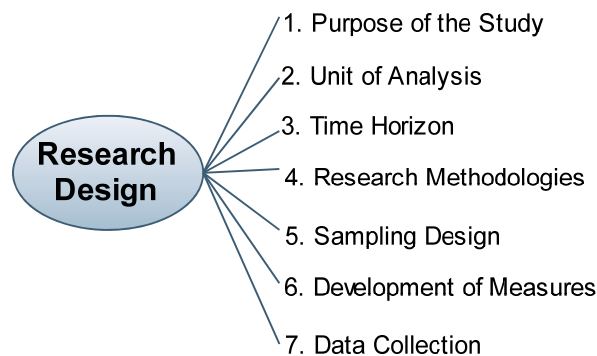 Research
Design
1. Purpose of the Study
2. Unit of Analysis
3. Time Horizon
4. Research Methodologies
5. Sampling Design
6. Development of Measures
7. Data Collection